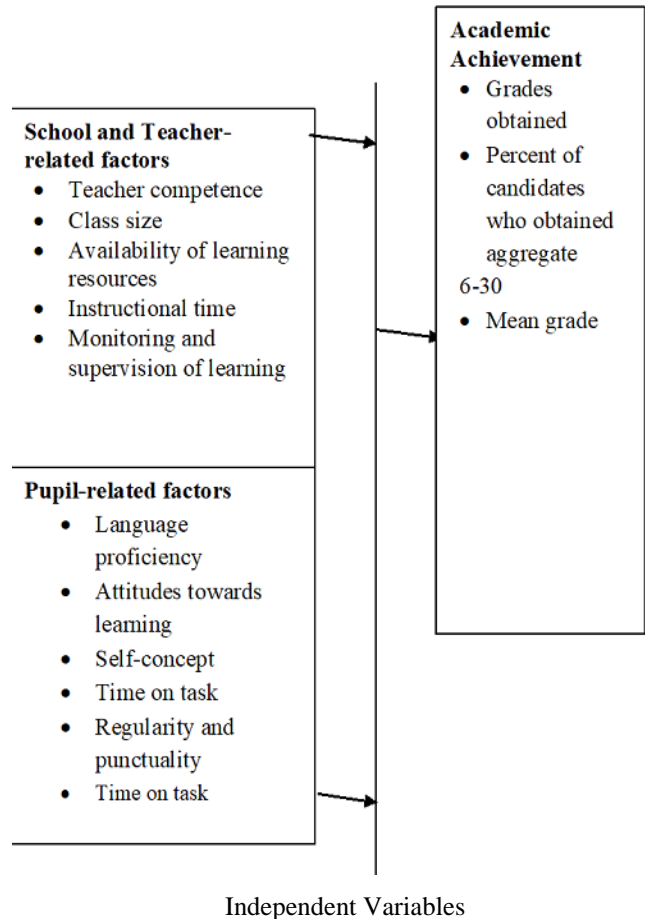 School and Teacher-
related factors
• Teacher competence
• Class size
• Availability of learning
resources
• Instructional time
• Monitoring and
supervision of learning
Pupil-related factors
• Language
proficiency
• Attitudes towards
learning
• Self-concept
• Time on task
• Regularity and
punctuality
• Time on task
Academic
Achievement
• Grades
obtained
• Percent of
candidates
who obtained
aggregate
6-30
• Mean grade
Independent Variables